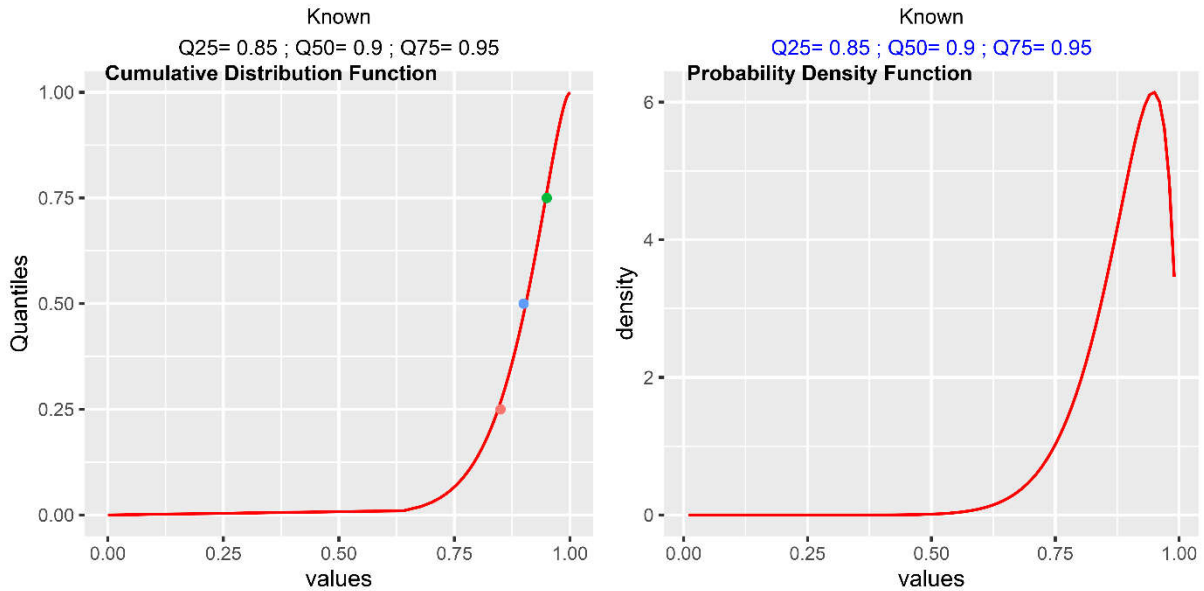 Known
Q25= 0.85 ; Q50= 0.9 ; Q75= 0.95
Cumulative Distribution Function
1.00
0.75
0.50
0.25
0.00
Quantiles
0.00 0.25 0.50 0.75 1.00
values
Known
Q25= 0.85 ; Q50= 0.9 ; Q75= 0.95
Probability Density Function
6
4
2
0
density
0.00 0.25 0.50 0.75 1.00
values